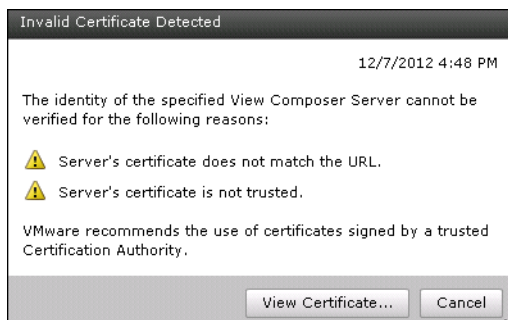 Invalid Certificate Detected
12/7/2012 4:48 PM
The identity of the specified View Composer Server cannot be
verified for the following reasons:
Server's certificate does not match the URL.
Server's certificate is not trusted.
VMware recommends the use of certificates signed by a trusted
Certification Authority.
View Certificate... Cancel